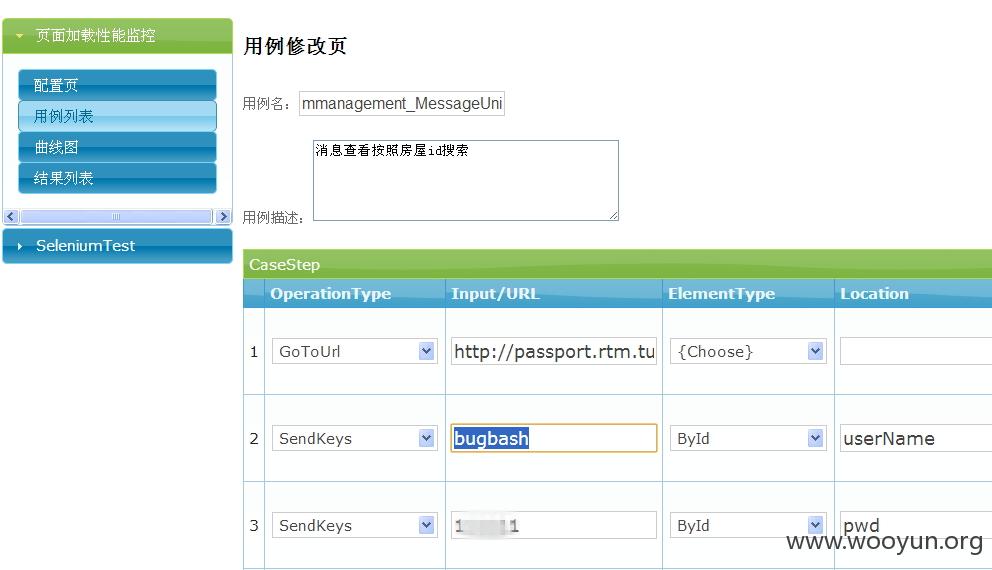 页面加载性能监控
配置页
用例列表
曲线图
结果列表
SeleniumTest
用例修改页
用例名： mmanagement_MessageUni
消息查看按照房屋id搜索
用例描述：
CaseStep
OperationType Input/URL ElementType Location
1 GoToUrl http://passport.rtm.tu {Choose}
2 SendKeys bugbash ById userName
3 SendKeys ById pwd
www.wooyun.org